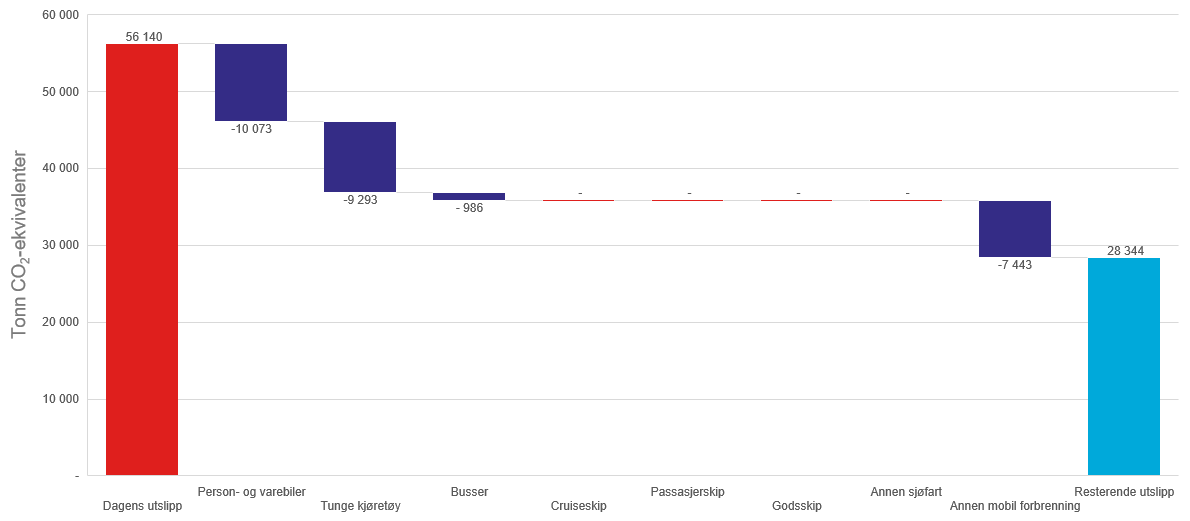 Tonn CO₂-ekvivalenter
60 000
50 000
40 000
30 000
20 000
10 000
-
56 140
-10 073
-9 293
- 986
-
-
-
-
-7 443
28 344
Dagens utslipp
Person- og varebiler
Tunge kjøretøy
Busser
Cruiseskip
Passasjerskip
Godsskip
Annen sjøfart
Annen mobil forbrenning
Resterende utslipp